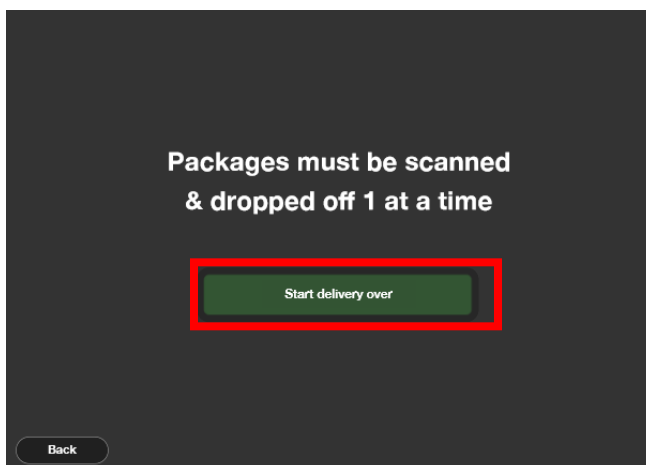 Packages must be scanned
& dropped off 1 at a time
Start delivery over
Back